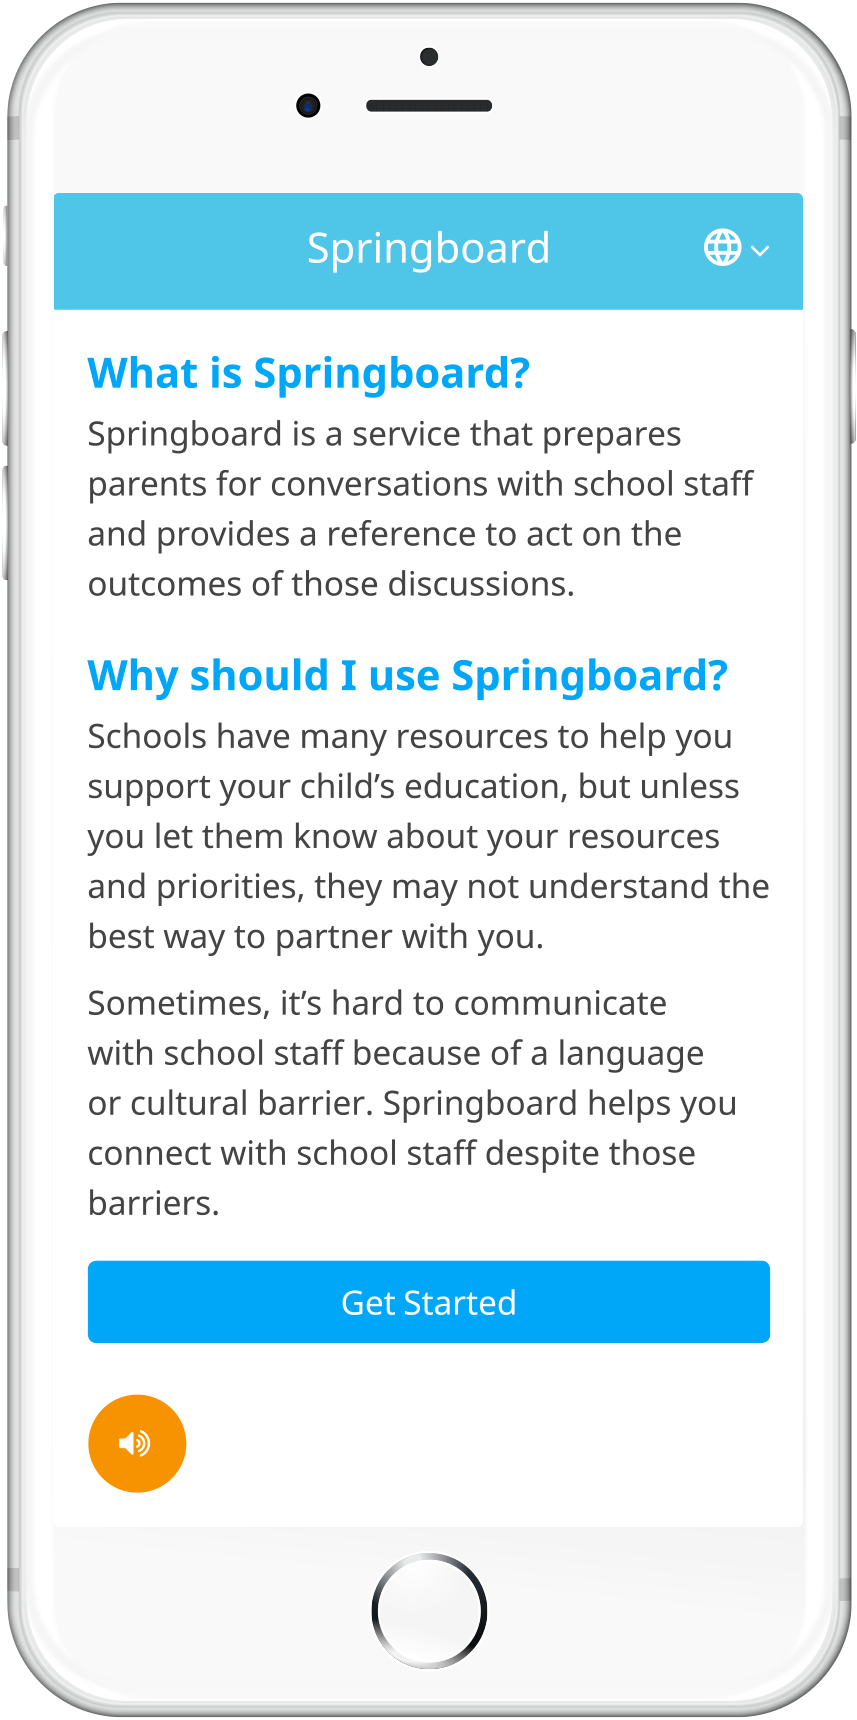 Springboard
What is Springboard?
Springboard is a service that prepares
parents for conversations with school staff
and provides a reference to act on the
outcomes of those discussions.
Why should I use Springboard?
Schools have many resources to help you
support your child’s education, but unless
you let them know about your resources
and priorities, they may not understand the
best way to partner with you.
Sometimes, it’s hard to communicate
with school staff because of a language
or cultural barrier. Springboard helps you
connect with school staff despite those
barriers.
Get Started